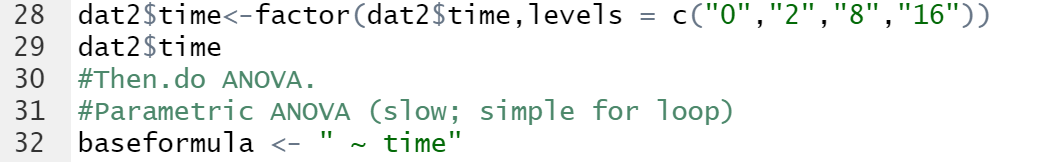 28 dat2$time<-factor(dat2$time,levels = c("0","2","8","16"))
29 dat2$time
30 #Then.do ANOVA.
31 #Parametric ANOVA (slow; simple for loop)
32 baseformula <- " ~ time"